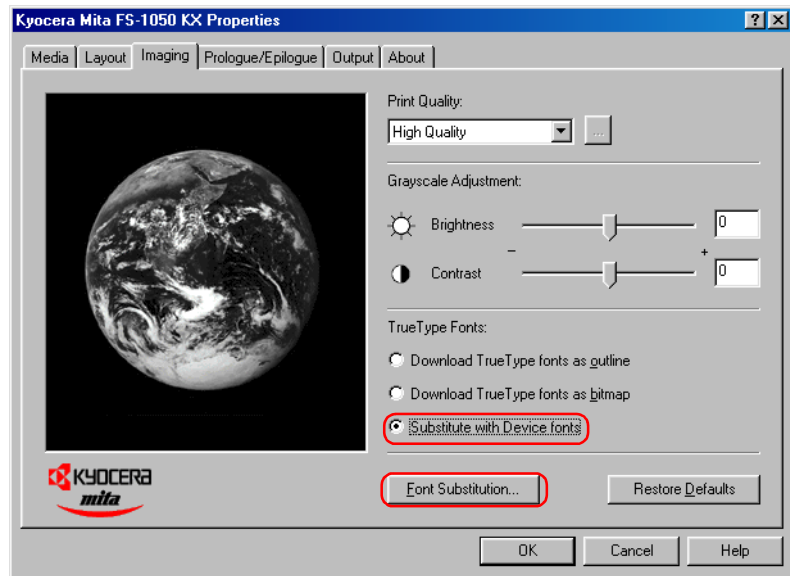 Kyocera Mita FS-1050 KX Properties
Media Layout Imaging Prologue/Epilogue Output About
Print Quality:
High Quality ...
Grayscale Adjustment:
Brightness 0
- +
Contrast 0
TrueType Fonts:
Download TrueType fonts as outline
Download TrueType fonts as bitmap
Substitute with Device fonts
KYOCERA
mita
Font Substitution... Restore Defaults
OK Cancel Help